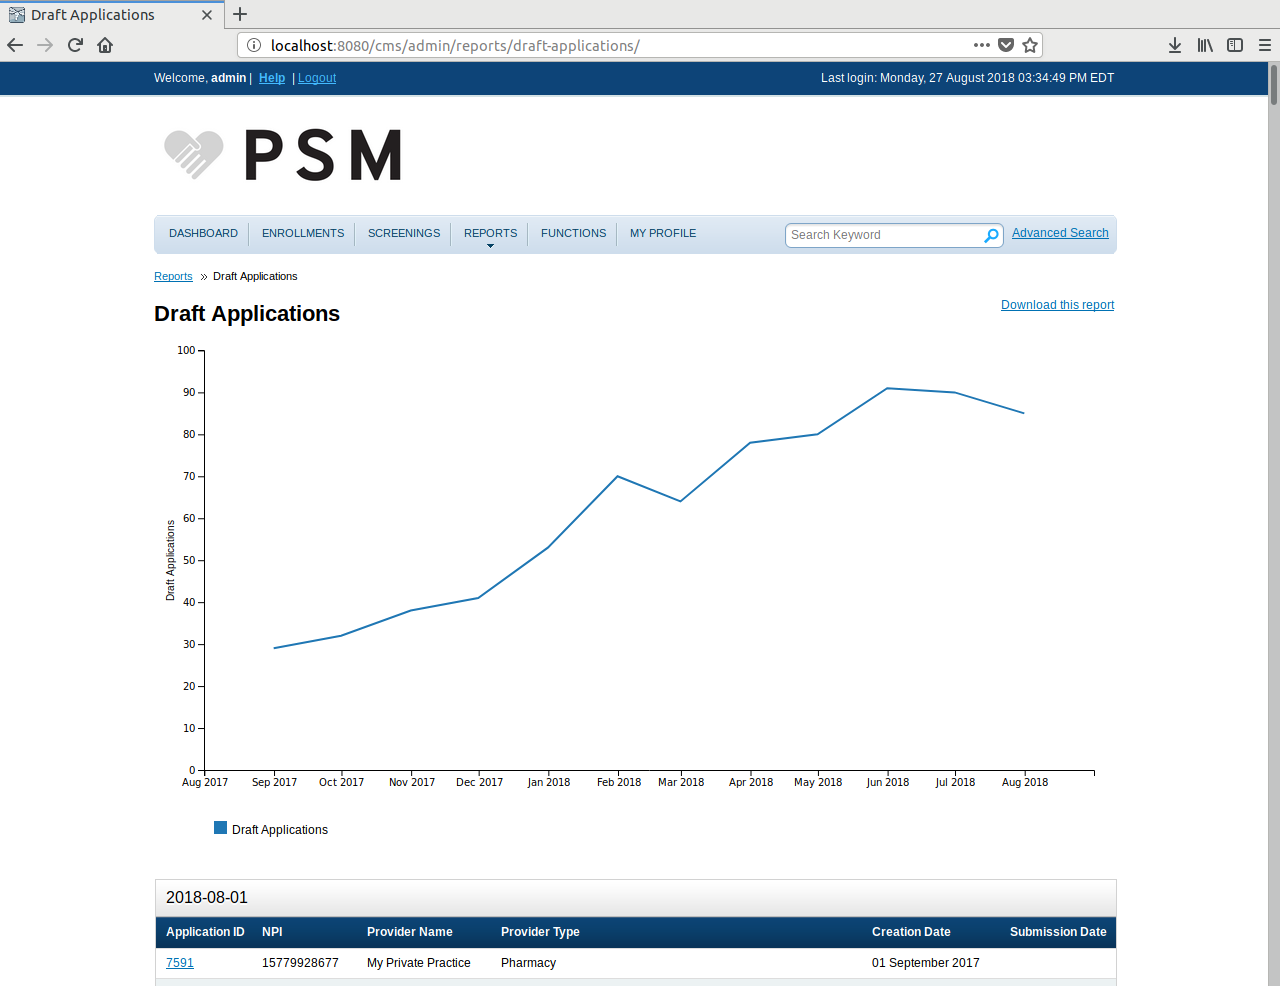 Draft Applications
localhost:8080/cms/admin/reports/draft-applications/
Welcome, admin | Help | Logout
Last login: Monday, 27 August 2018 03:34:49 PM EDT
PSM
DASHBOARD ENROLLMENTS SCREENINGS REPORTS FUNCTIONS MY PROFILE Search Keyword Advanced Search
Reports » Draft Applications
Download this report
Draft Applications
100
90
80
70
60
50
40
30
20
10
0
Draft Applications
Aug 2017 Sep 2017 Oct 2017 Nov 2017 Dec 2017 Jan 2018 Feb 2018 Mar 2018 Apr 2018 May 2018 Jun 2018 Jul 2018 Aug 2018
Draft Applications
2018-08-01
Application ID NPI Provider Name Provider Type Creation Date Submission Date
7591 15779928677 My Private Practice Pharmacy 01 September 2017